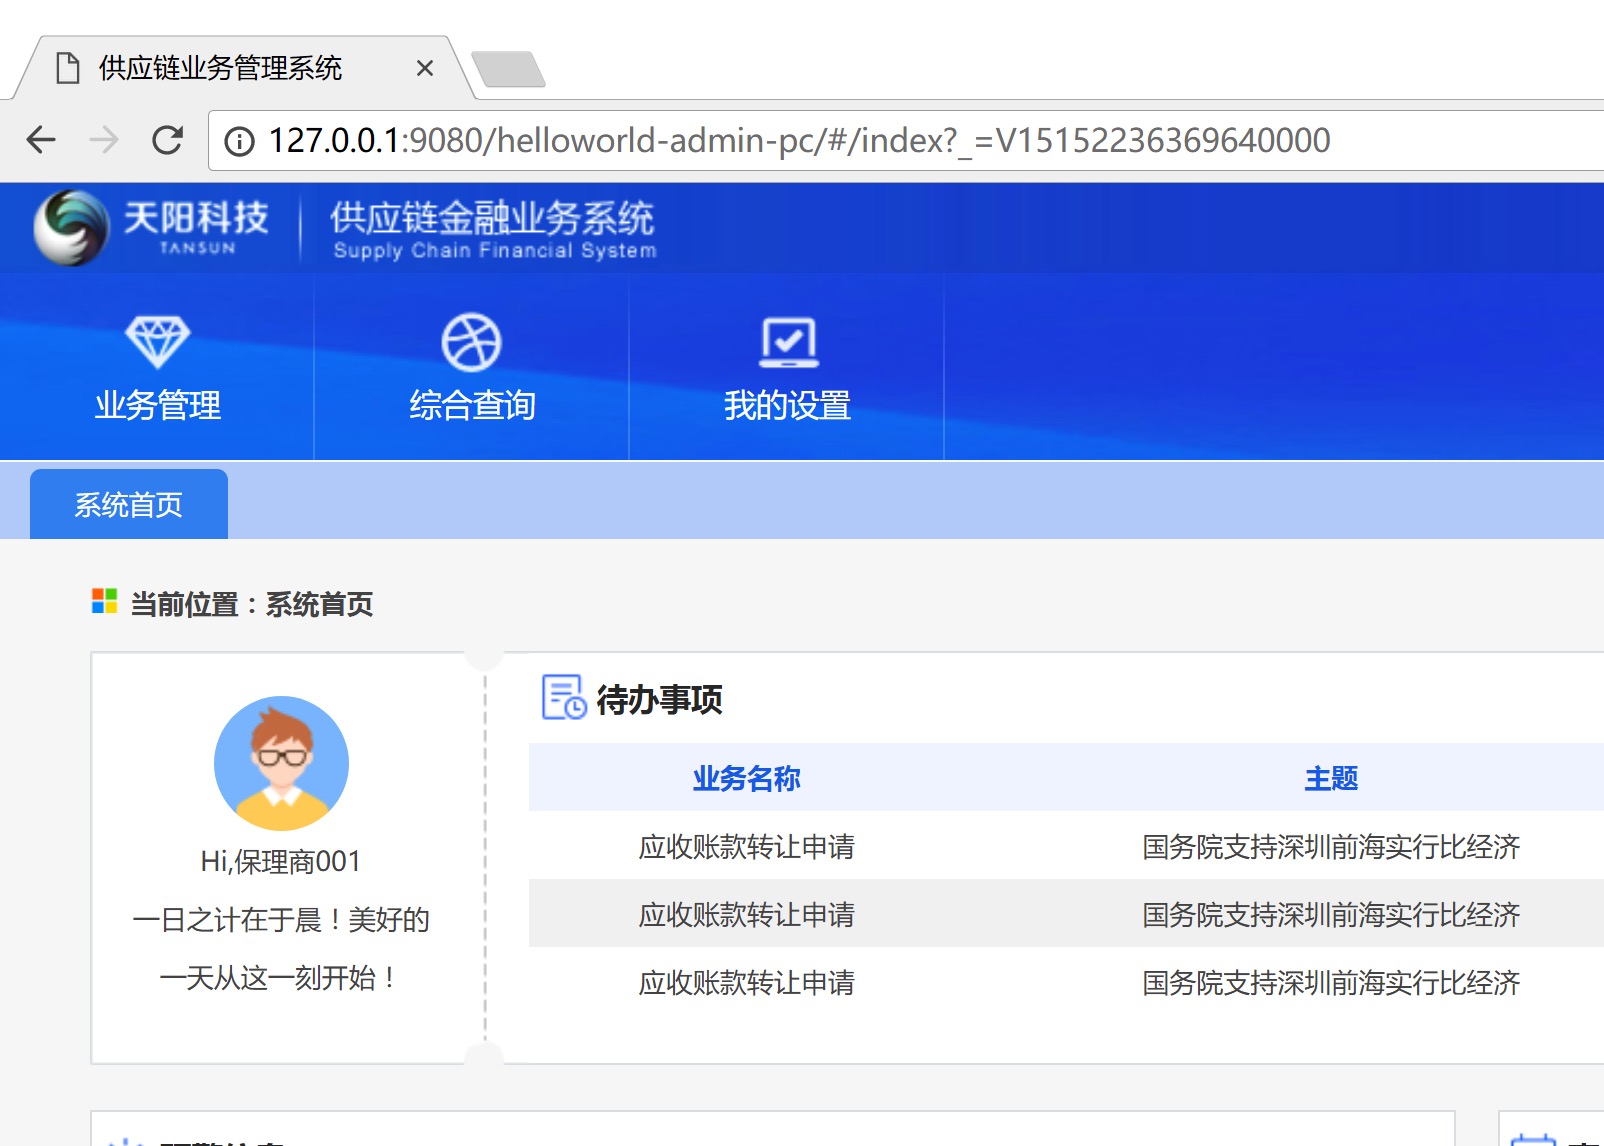 供应链业务管理系统
127.0.0.1:9080/helloworld-admin-pc/#/index?_=V15152236369640000
天阳科技
TANSUN
供应链金融业务系统
Supply Chain Financial System
业务管理 综合查询 我的设置
系统首页
当前位置：系统首页
待办事项
业务名称 主题
应收账款转让申请 国务院支持深圳前海实行比经济
应收账款转让申请 国务院支持深圳前海实行比经济
应收账款转让申请 国务院支持深圳前海实行比经济
Hi,保理商001
一日之计在于晨！美好的
一天从这一刻开始！